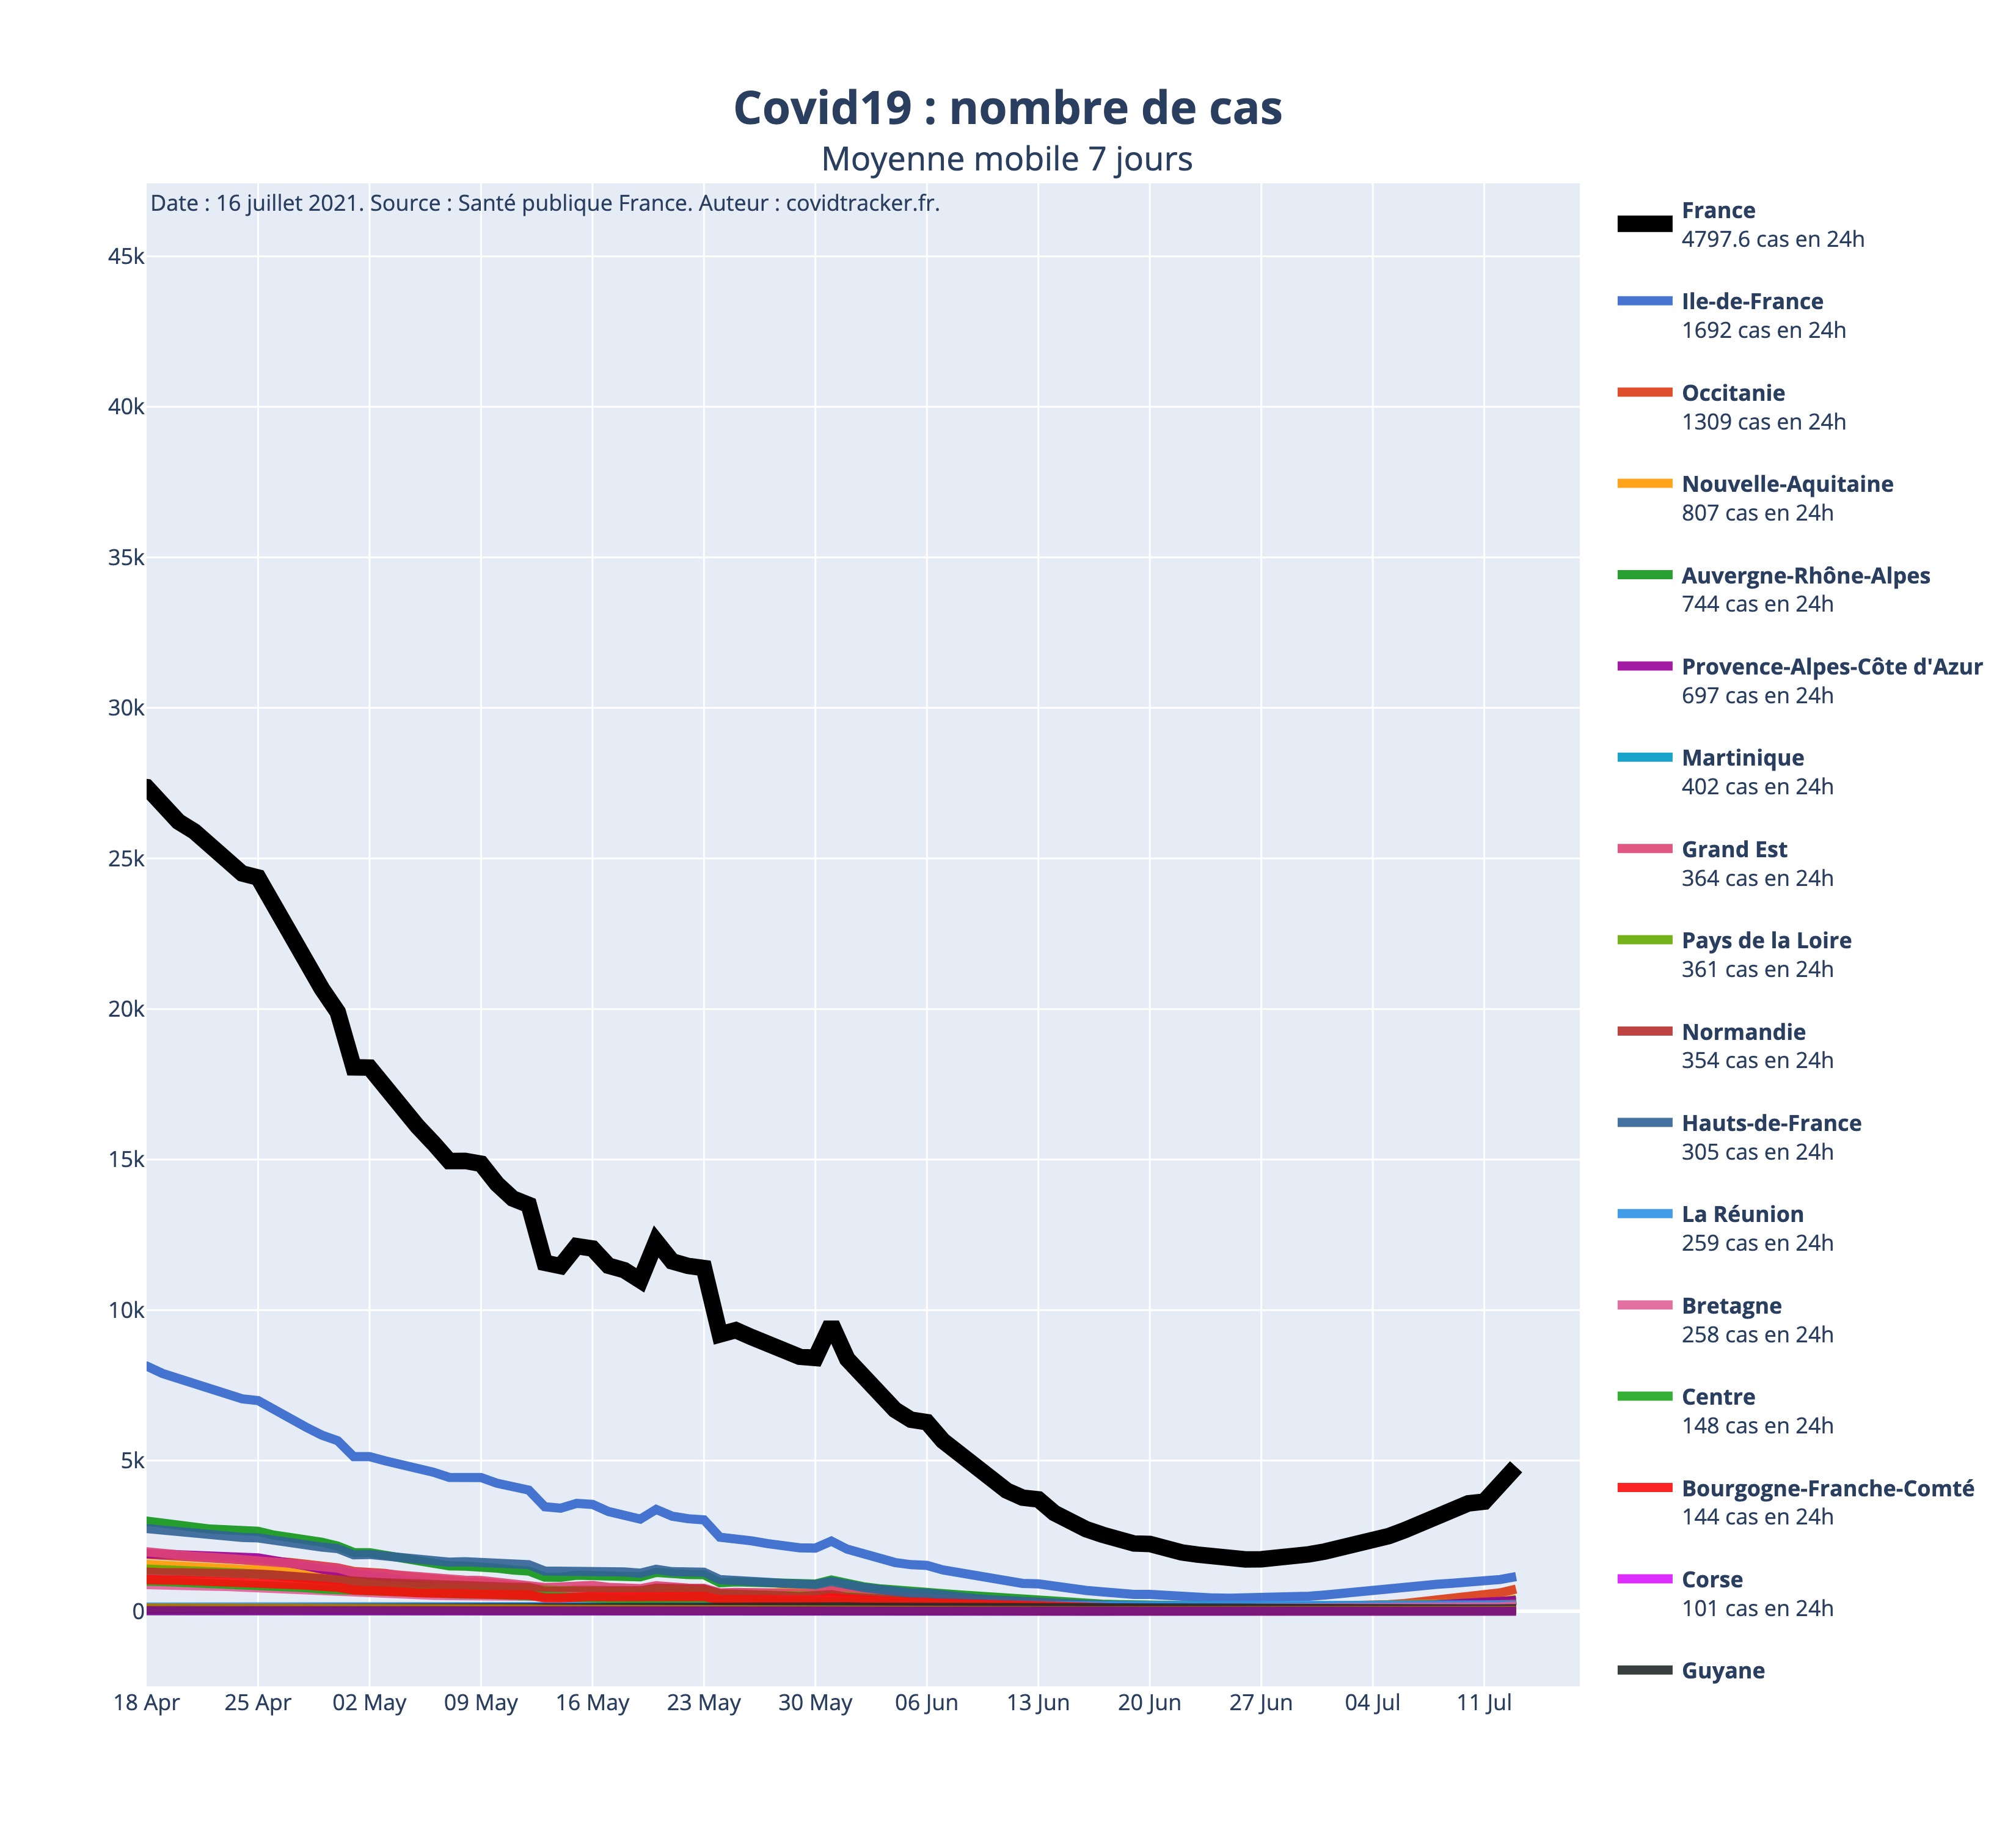 Covid19 : nombre de cas
Moyenne mobile 7 jours
Date : 16 juillet 2021. Source : Santé publique France. Auteur : covidtracker.fr.
45k
40k
35k
30k
25k
20k
15k
10k
5k
0
18 Apr
25 Apr
02 May
09 May
16 May
23 May
30 May
06 Jun
13 Jun
20 Jun
27 Jun
04 Jul
11 Jul
France
4797.6 cas en 24h
Ile-de-France
1692 cas en 24h
Occitanie
1309 cas en 24h
Nouvelle-Aquitaine
807 cas en 24h
Auvergne-Rhône-Alpes
744 cas en 24h
Provence-Alpes-Côte d'Azur
697 cas en 24h
Martinique
402 cas en 24h
Grand Est
364 cas en 24h
Pays de la Loire
361 cas en 24h
Normandie
354 cas en 24h
Hauts-de-France
305 cas en 24h
La Réunion
259 cas en 24h
Bretagne
258 cas en 24h
Centre
148 cas en 24h
Bourgogne-Franche-Comté
144 cas en 24h
Corse
101 cas en 24h
Guyane